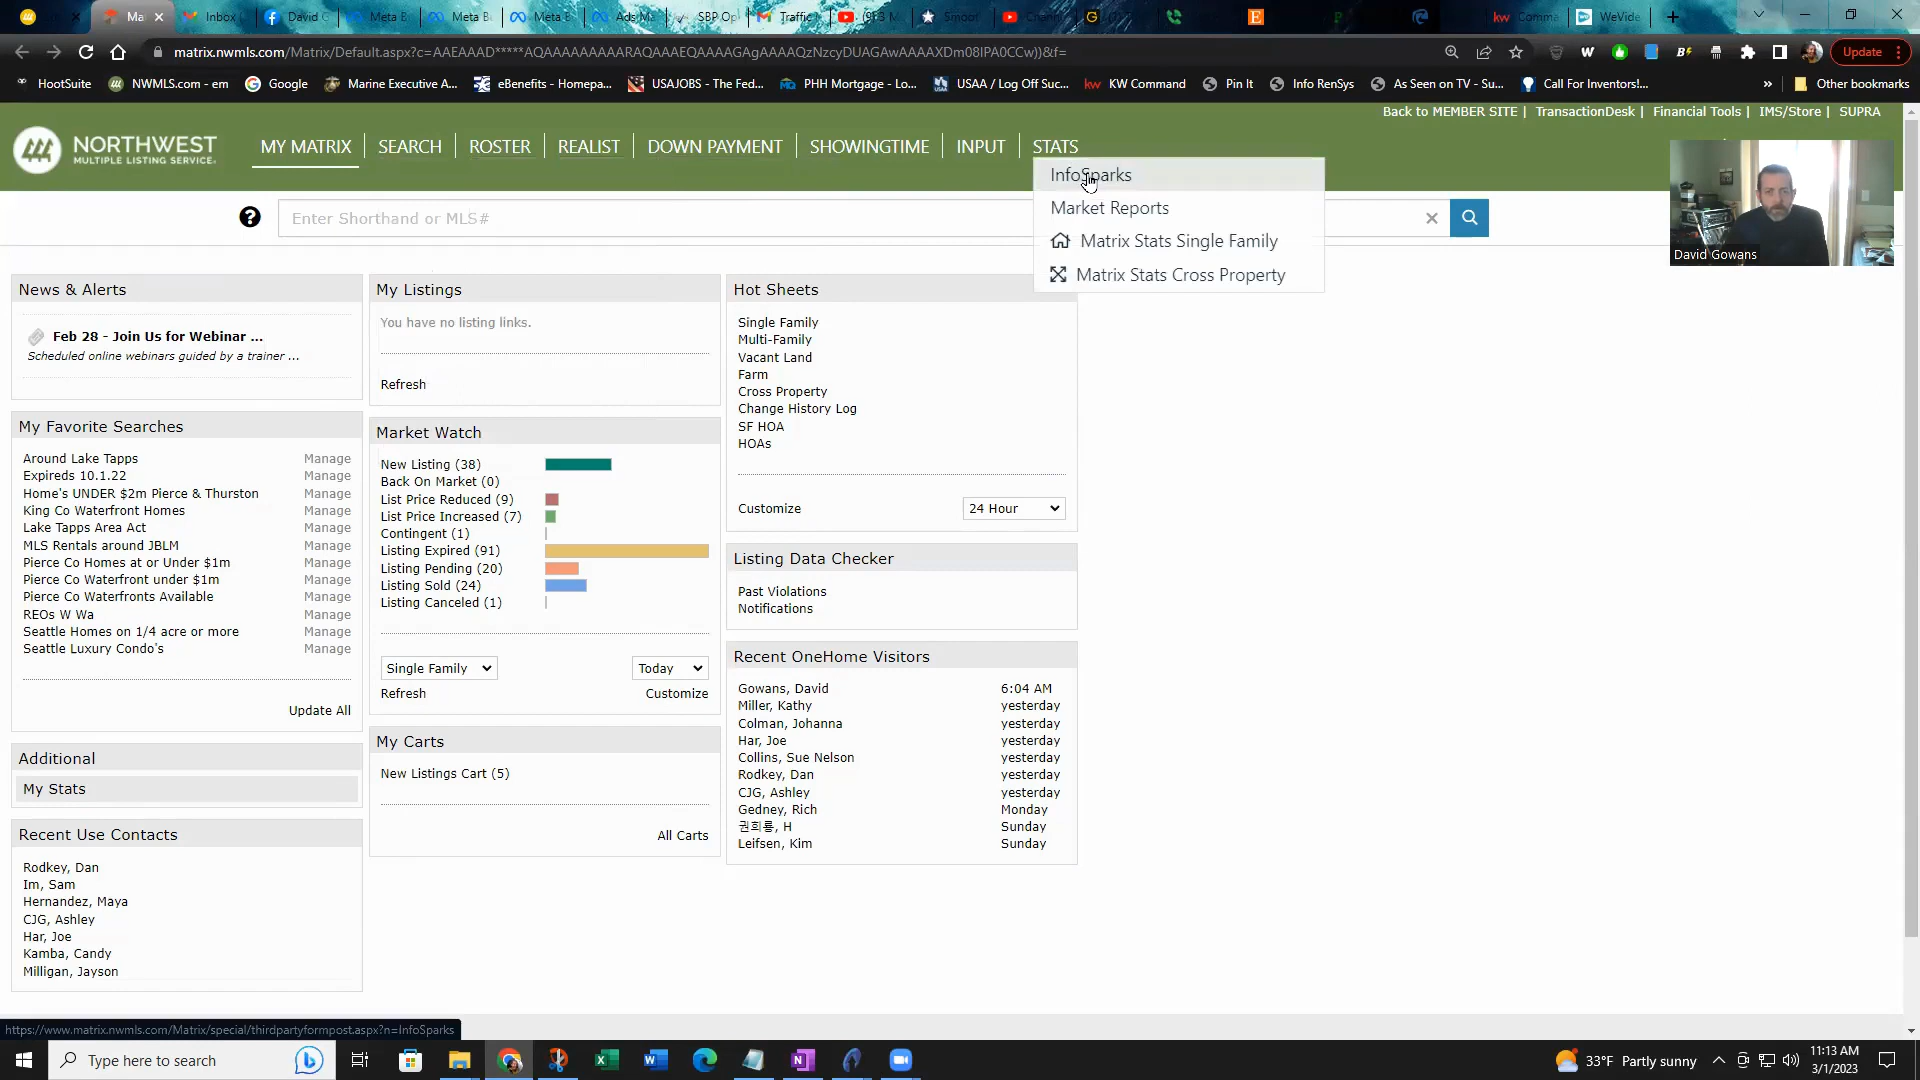 Ma
Inbox
David G
Meta B
Meta Bu
Meta E
Ads Ma
SBP Op
Traffic
Smoot
Chann
Comma
WeVide
matrix.nwmls.com/Matrix/Default.aspx?c=AAEAAAD*****AQAAAAAAAAARAQAAAEQAAAAGAgAAAAQzNzcyDUAGAwAAAAXDm08IPA0CCw))&f=
Update
HootSuite
NWMLS.com - em
Google
Marine Executive A...
eBenefits - Homepa...
USAJOBS - The Fed...
PHH Mortgage - Lo...
USAA / Log Off Suc...
KW Command
Pin It
Info RenSys
As Seen on TV - Su...
Call For Inventors!...
»
Other bookmarks
Back to MEMBER SITE | TransactionDesk | Financial Tools | IMS/Store | SUPRA
NORTHWEST
MULTIPLE LISTING SERVICE
MY MATRIX
SEARCH
ROSTER
REALIST
DOWN PAYMENT
SHOWINGTIME
INPUT
STATS
InfoSparks
Market Reports
Matrix Stats Single Family
Matrix Stats Cross Property
Enter Shorthand or MLS#
David Gowans
News & Alerts
Feb 28 - Join Us for Webinar ...
Scheduled online webinars guided by a trainer ...
My Favorite Searches
Around Lake Tapps Manage
Expireds 10.1.22 Manage
Home's UNDER $2m Pierce & Thurston Manage
King Co Waterfront Homes Manage
Lake Tapps Area Act Manage
MLS Rentals around JBLM Manage
Pierce Co Homes at or Under $1m Manage
Pierce Co Waterfront under $1m Manage
Pierce Co Waterfronts Available Manage
REOs W Wa Manage
Seattle Homes on 1/4 acre or more Manage
Seattle Luxury Condo's Manage
Update All
Additional
My Stats
Recent Use Contacts
Rodkey, Dan
Im, Sam
Hernandez, Maya
CJG, Ashley
Har, Joe
Kamba, Candy
Milligan, Jayson
My Listings
You have no listing links.
Refresh
Market Watch
New Listing (38)
Back On Market (0)
List Price Reduced (9)
List Price Increased (7)
Contingent (1)
Listing Expired (91)
Listing Pending (20)
Listing Sold (24)
Listing Canceled (1)
Single Family Today
Refresh Customize
My Carts
New Listings Cart (5)
All Carts
Hot Sheets
Single Family
Multi-Family
Vacant Land
Farm
Cross Property
Change History Log
SF HOA
HOAs
Customize 24 Hour
Listing Data Checker
Past Violations
Notifications
Recent OneHome Visitors
Gowans, David 6:04 AM
Miller, Kathy yesterday
Colman, Johanna yesterday
Har, Joe yesterday
Collins, Sue Nelson yesterday
Rodkey, Dan yesterday
CJG, Ashley yesterday
Gedney, Rich Monday
권희룡, H Sunday
Leifsen, Kim Sunday
https://www.matrix.nwmls.com/Matrix/special/thirdpartyformpost.aspx?n=InfoSparks
Type here to search
33°F Partly sunny
11:13 AM
3/1/2023